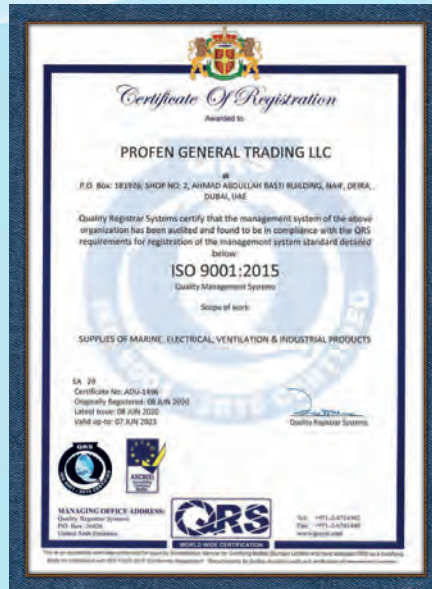 Certificate Of Registration
Awarded to
PROFEN GENERAL TRADING LLC
at
P.O. Box: 181926, SHOP NO: 2, AHMAD ABDULLAH BASTI BUILDING, NAIF, DEIRA,
DUBAI, UAE
Quality Registrar Systems certify that the management system of the above
organization has been audited and found to be in compliance with the QRS
requirements for registration of the management system standard detailed
below
ISO 9001:2015
Quality Management Systems
Scope of work
SUPPLIES OF MARINE, ELECTRICAL, VENTILATION & INDUSTRIAL PRODUCTS
EA 29
Certificate No: ADU-1496
Originally Registered: 08 JUN 2020
Latest Issue: 08 JUN 2020
Valid up-to: 07 JUN 2023
Quality Registrar Systems
QRS
ASCB(E)
MANAGING OFFICE ADDRESS:
Quality Registrar Systems
P.O. Box:
United Arab Emirates
QRS
WORLD WIDE CERTIFICATION
Tel:
Fax: